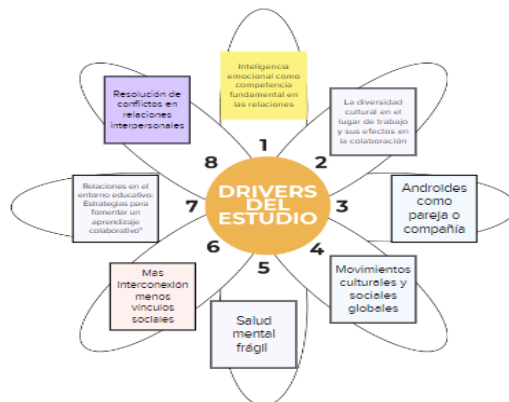 Inteligencia
emocional como
competencia
fundamental en
las relaciones
1
La diversidad
cultural en el
lugar de trabajo
y sus efectos en
la colaboración
2
Androides
como
pareja o
compañía
3
Movimientos
culturales y
sociales
globales
4
Salud
mental
frágil
5
Mas
interconexión
menos
vinculos
sociales
6
Relaciones en el
entorno educativo:
Estrategias para
fomentar un
aprendizaje
colaborativo"
7
Resolución de
conflictos en
relaciones
interpersonales
8
DRIVERS
DEL
ESTUDIO